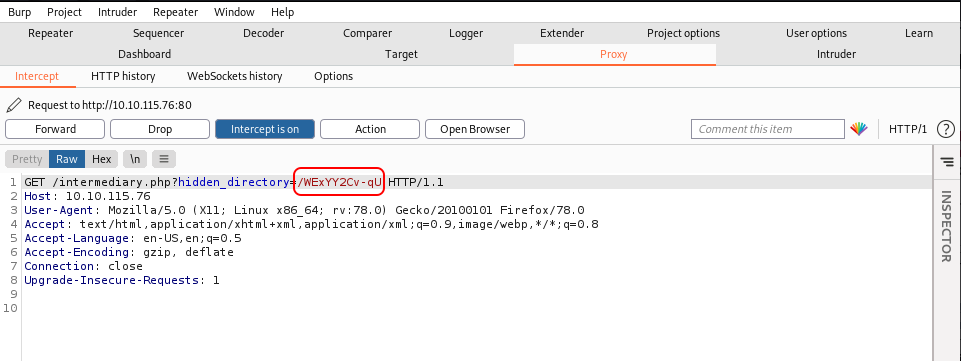 Burp Project Intruder Repeater Window Help
Repeater Sequencer Decoder Comparer Logger Extender Project options User options Learn
Dashboard Target Proxy Intruder
Intercept HTTP history WebSockets history Options
Request to http://10.10.115.76:80
Forward Drop Intercept is on Action Open Browser Comment this item HTTP/1 ?
Pretty Raw Hex \n
1 GET /intermediary.php?hidden_directory=/WExYY2Cv-qU HTTP/1.1
2 Host: 10.10.115.76
3 User-Agent: Mozilla/5.0 (X11; Linux x86_64; rv:78.0) Gecko/20100101 Firefox/78.0
4 Accept: text/html,application/xhtml+xml,application/xml;q=0.9,image/webp,*/*;q=0.8
5 Accept-Language: en-US,en;q=0.5
6 Accept-Encoding: gzip, deflate
7 Connection: close
8 Upgrade-Insecure-Requests: 1
9
10
INSPECTOR